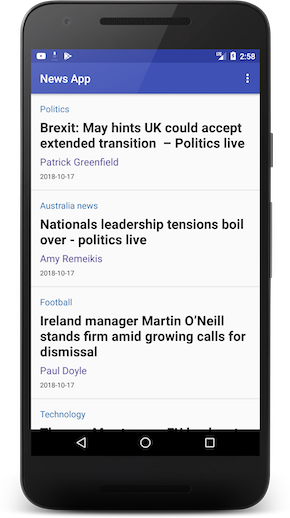 2:58
News App
Politics
Brexit: May hints UK could accept
extended transition – Politics live
Patrick Greenfield
2018-10-17
Australia news
Nationals leadership tensions boil
over - politics live
Amy Remeikis
2018-10-17
Football
Ireland manager Martin O’Neill
stands firm amid growing calls for
dismissal
Paul Doyle
2018-10-17
Technology